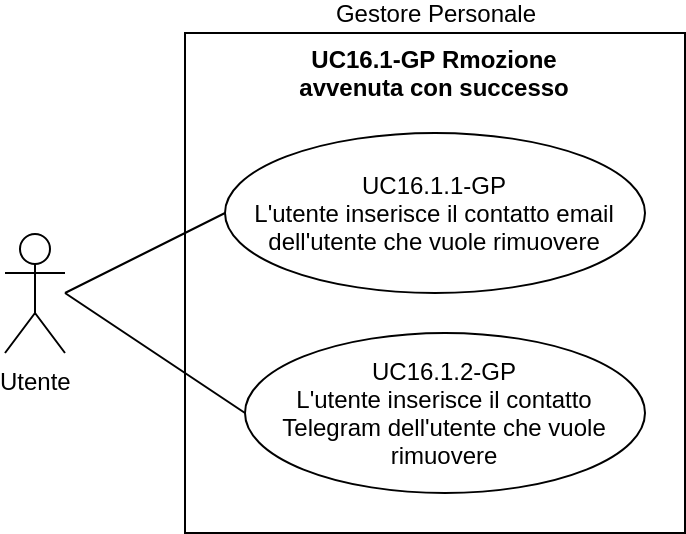 Gestore Personale
UC16.1-GP Rmozione
avvenuta con successo
UC16.1.1-GP
L'utente inserisce il contatto email
dell'utente che vuole rimuovere
Utente
UC16.1.2-GP
L'utente inserisce il contatto
Telegram dell'utente che vuole
rimuovere